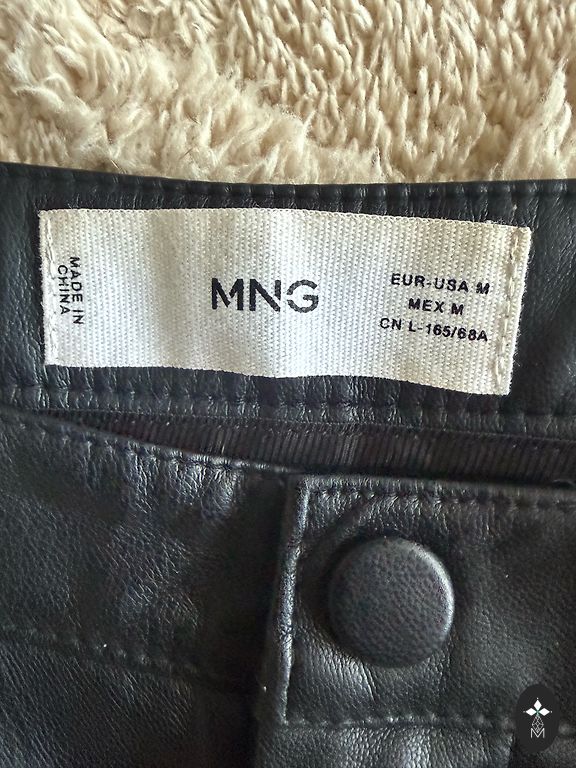 MADE IN
CHINA
MNG
EUR-USA M
MEX M
CN L-165/68A
M